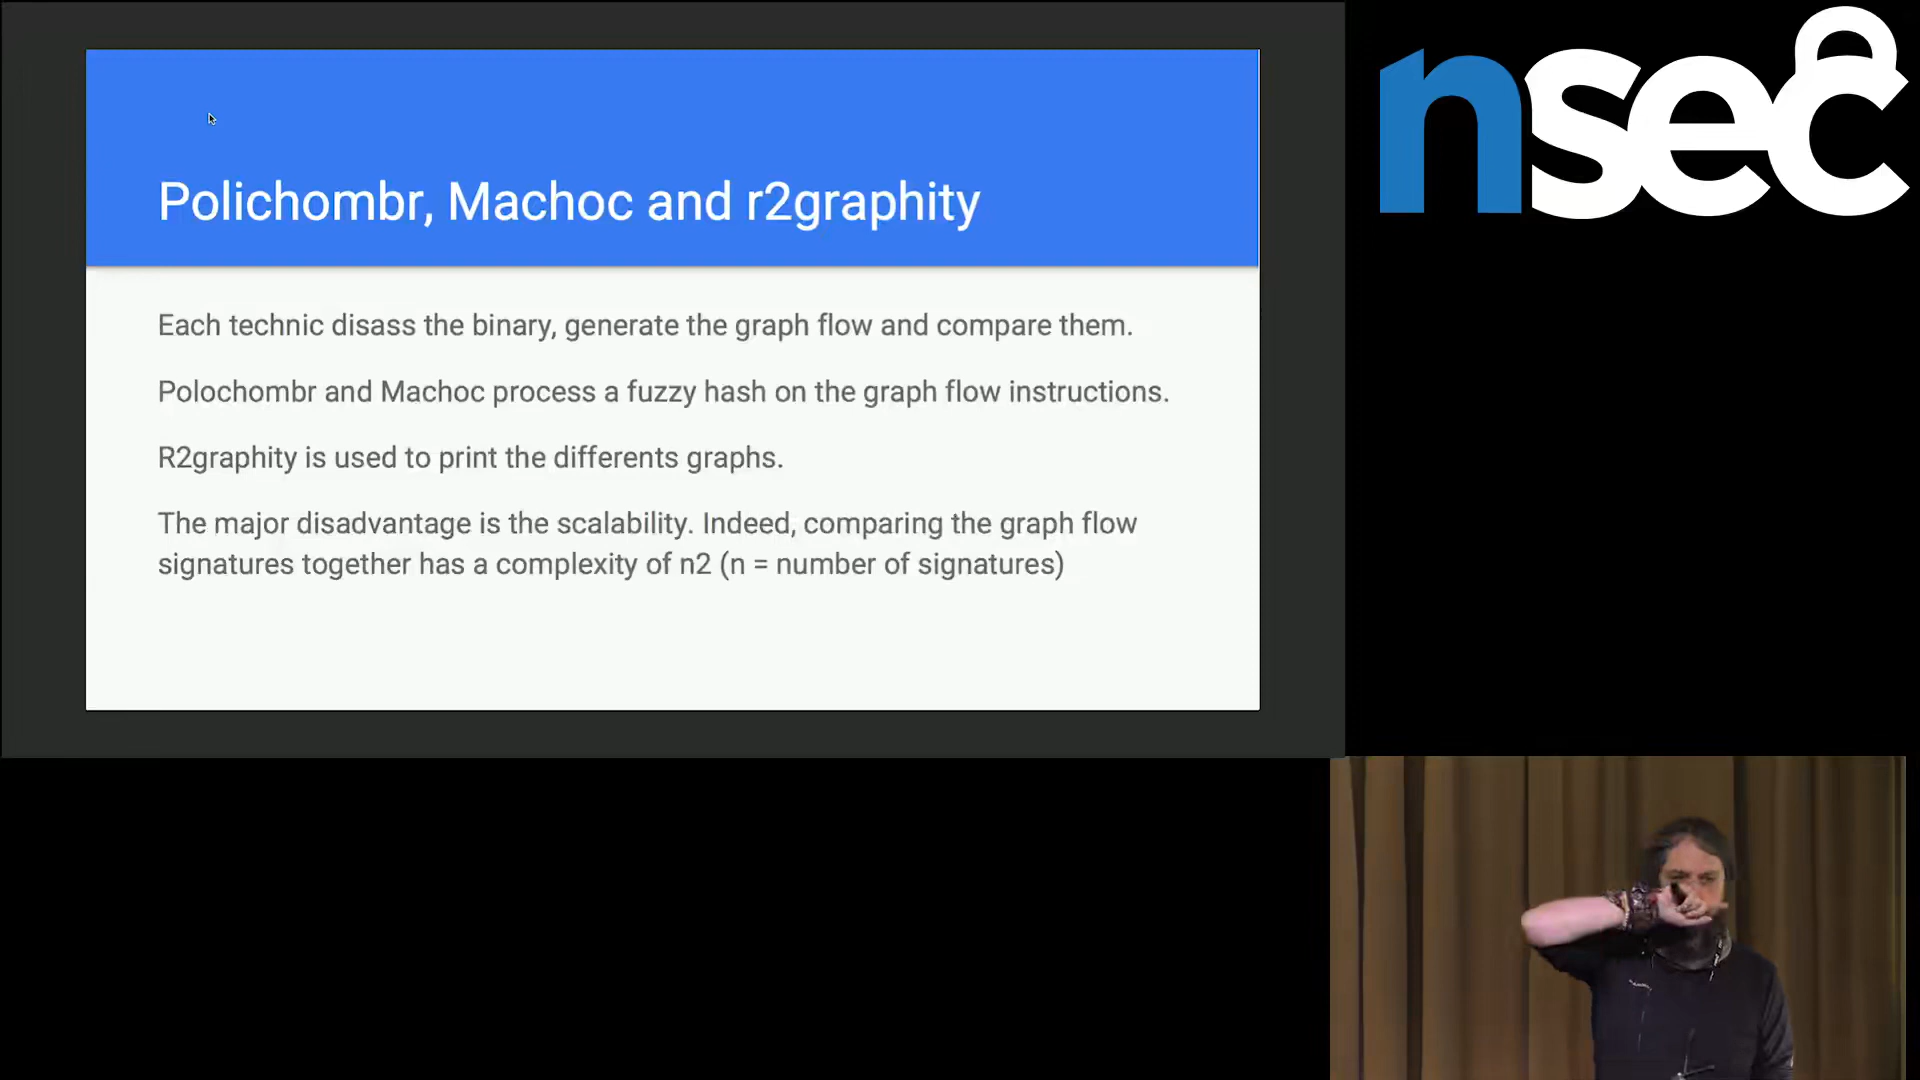 nsec
Polichombr, Machoc and r2graphity
Each technic disass the binary, generate the graph flow and compare them.
Polochombr and Machoc process a fuzzy hash on the graph flow instructions.
R2graphity is used to print the differents graphs.
The major disadvantage is the scalability. Indeed, comparing the graph flow
signatures together has a complexity of n2 (n = number of signatures)